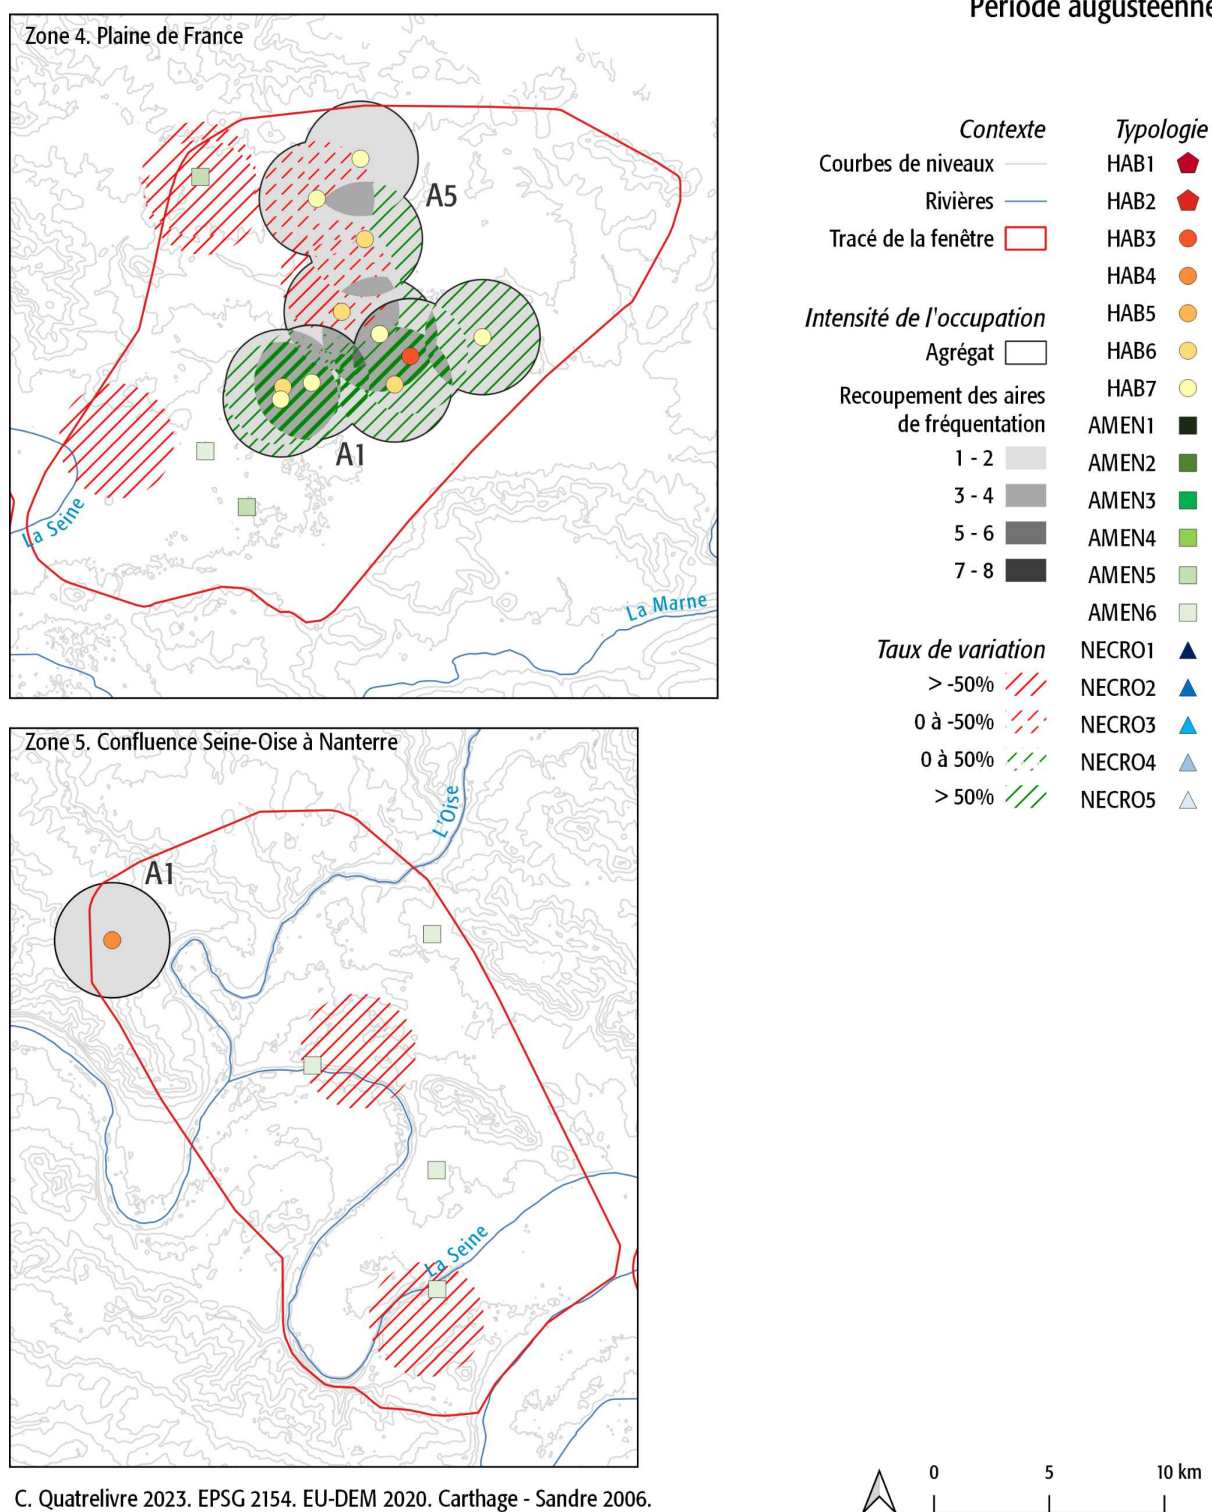 Période augustéenne
Zone 4. Plaine de France
A5
A1
La Seine
La Marne
Contexte
Courbes de niveaux
Rivières
Tracé de la fenêtre
Intensité de l'occupation
Agrégat
Recoupement des aires
de fréquentation
1 - 2
3 - 4
5 - 6
7 - 8
Taux de variation
> -50%
0 à -50%
0 à 50%
> 50%
Typologie
HAB1
HAB2
HAB3
HAB4
HAB5
HAB6
HAB7
AMEN1
AMEN2
AMEN3
AMEN4
AMEN5
AMEN6
NECRO1
NECRO2
NECRO3
NECRO4
NECRO5
Zone 5. Confluence Seine-Oise à Nanterre
L'Oise
A1
La Seine
0 5 10 km
C. Quatrelivre 2023. EPSG 2154. EU-DEM 2020. Carthage - Sandre 2006.